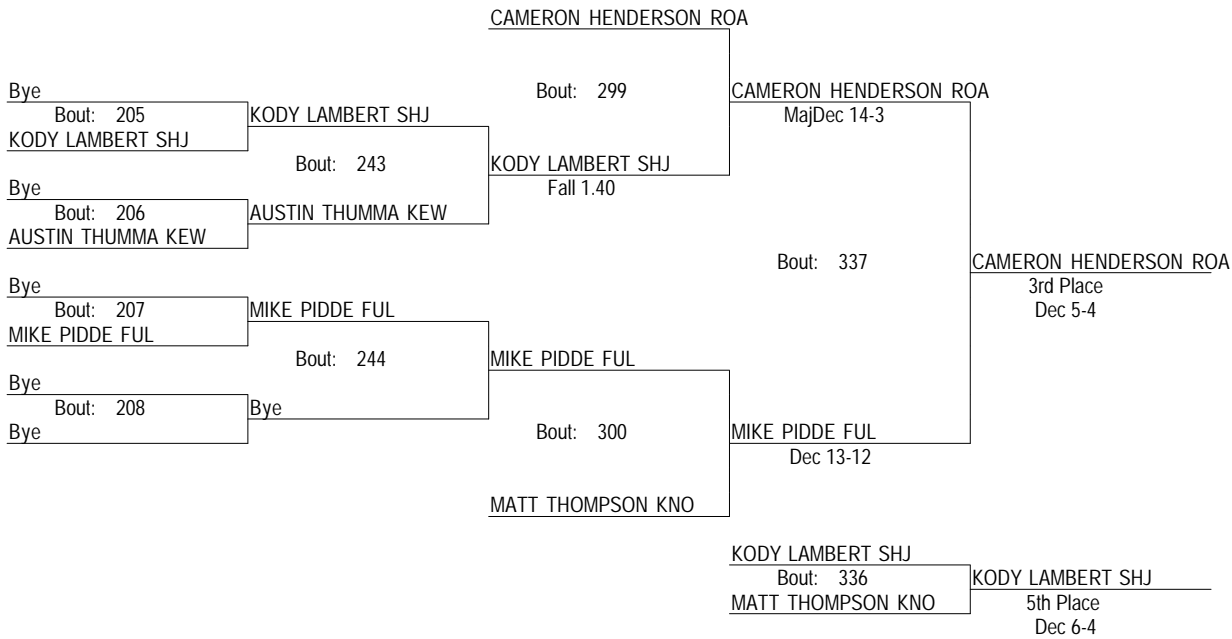 CAMERON HENDERSON ROA
Bye
Bout: 205
KODY LAMBERT SHJ
KODY LAMBERT SHJ
Bout: 243
Bye
Bout: 206
AUSTIN THUMMA KEW
AUSTIN THUMMA KEW
KODY LAMBERT SHJ
Fall 1.40
Bout: 299
CAMERON HENDERSON ROA
MajDec 14-3
Bye
Bout: 207
MIKE PIDDE FUL
MIKE PIDDE FUL
Bout: 244
Bye
Bout: 208
Bye
Bye
MIKE PIDDE FUL
Bout: 300
MATT THOMPSON KNO
MIKE PIDDE FUL
Dec 13-12
Bout: 337
CAMERON HENDERSON ROA
3rd Place
Dec 5-4
KODY LAMBERT SHJ
Bout: 336
MATT THOMPSON KNO
KODY LAMBERT SHJ
5th Place
Dec 6-4